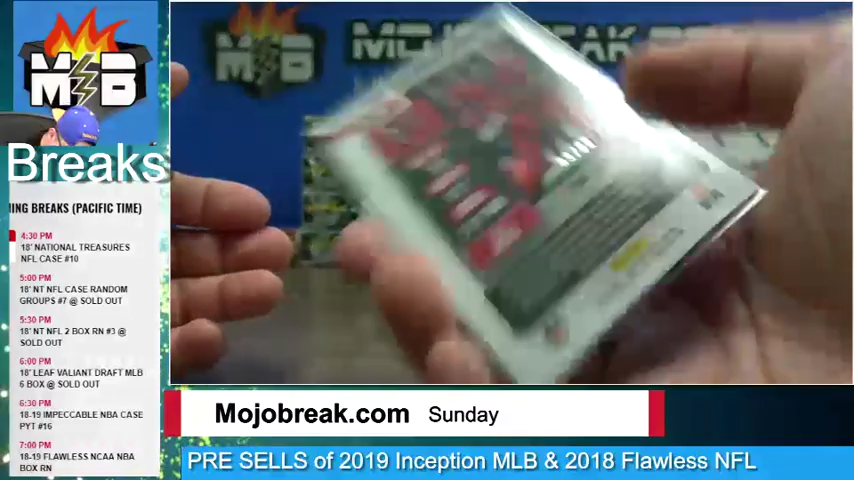 MB
MB
MOJOBREAK.COM
Breaks
ING BREAKS (PACIFIC TIME)
4:30 PM
18' NATIONAL TREASURES
NFL CASE #10
5:00 PM
18' NT NFL CASE RANDOM
GROUPS #7 @ SOLD OUT
5:30 PM
18' NT NFL 2 BOX RN #3 @
SOLD OUT
6:00 PM
18' LEAF VALIANT DRAFT MLB
6 BOX @ SOLD OUT
6:30 PM
18-19 IMPECCABLE NBA CASE
PYT #16
7:00 PM
18-19 FLAWLESS NCAA NBA
BOX RN
Mojobreak.com Sunday
PRE SELLS of 2019 Inception MLB & 2018 Flawless NFL